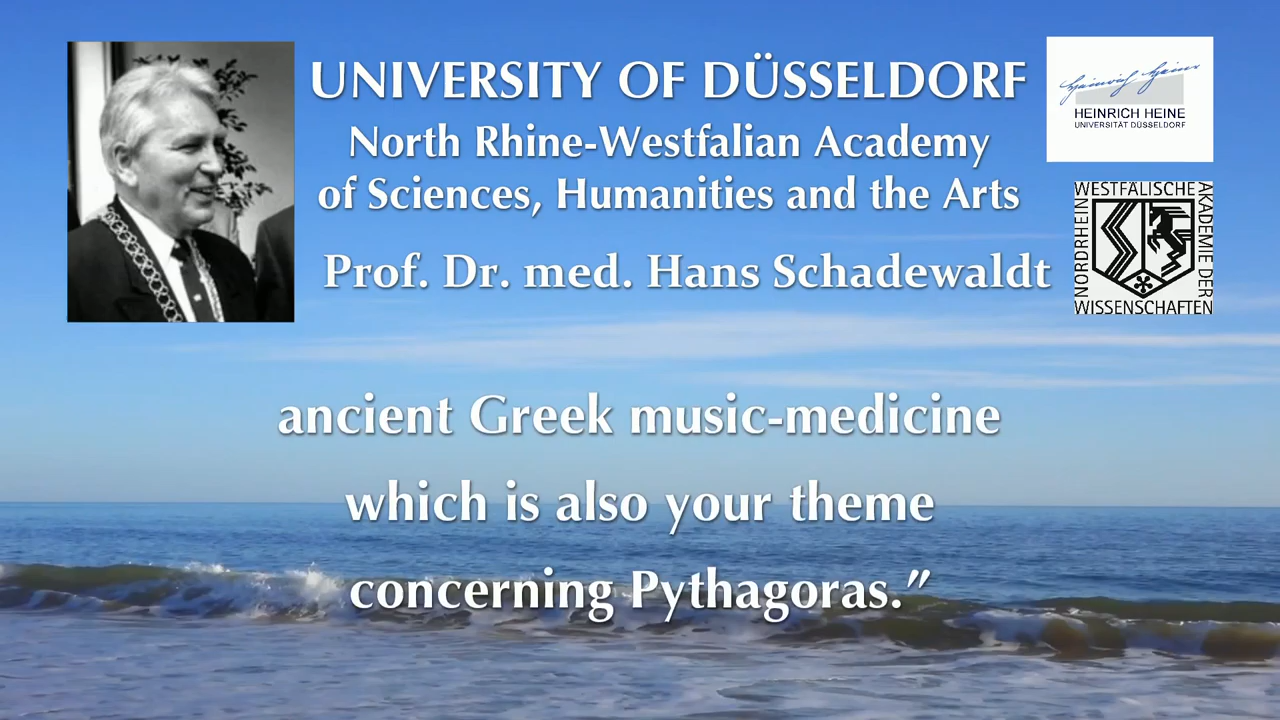 UNIVERSITY OF DÜSSELDORF
North Rhine-Westfalian Academy
of Sciences, Humanities and the Arts
Prof. Dr. med. Hans Schadewaldt
Heinrich Heine
HEINRICH HEINE
UNIVERSITÄT DÜSSELDORF
NORDRHEIN
WESTFÄLISCHE
AKADEMIE DER
WISSENSCHAFTEN
ancient Greek music-medicine
which is also your theme
concerning Pythagoras.”